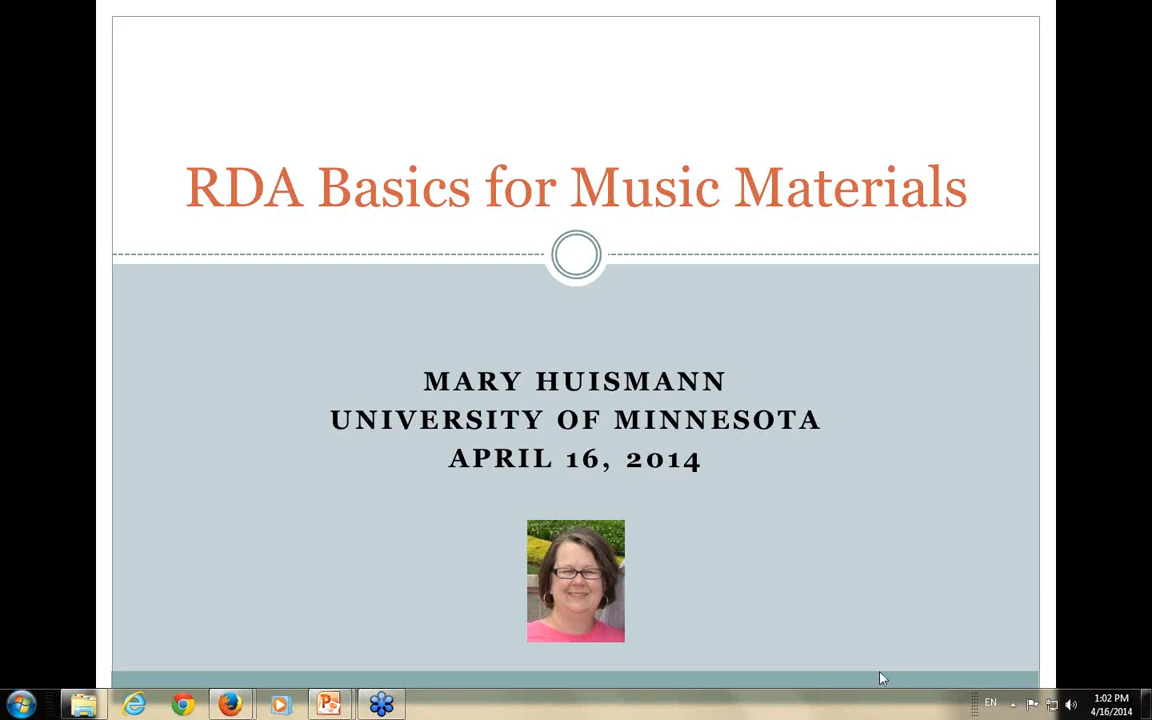 RDA Basics for Music Materials
MARY HUISMANN
UNIVERSITY OF MINNESOTA
APRIL 16, 2014
EN
1:02 PM
4/16/2014